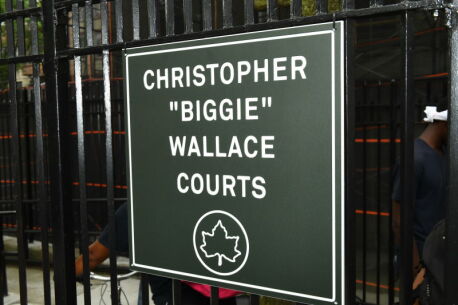 CHRISTOPHER
"BIGGIE"
WALLACE
COURTS